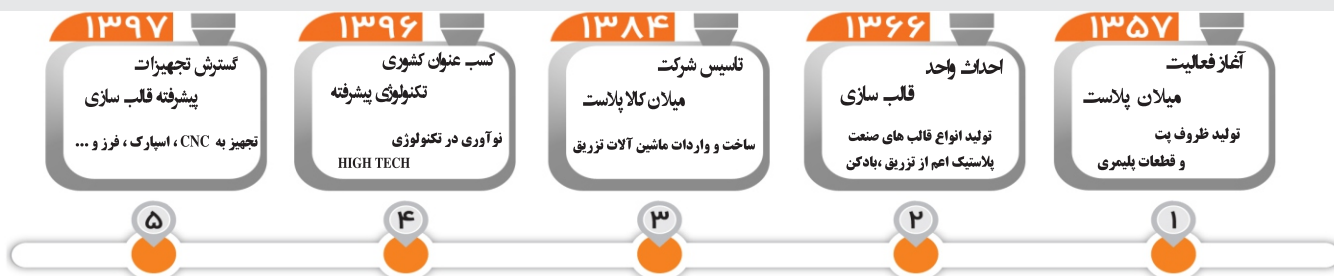 ۱۳۵۷
آغاز فعالیت
میلان پلاست
تولید ظروف پت
و قطعات پلیمری
۱
۱۳۶۶
احداث واحد
قالب سازی
تولید انواع قالب های صنعت
پلاستیک اعم از تزریق ،بادکن
۲
۱۳۸۴
تاسیس شرکت
میلان کالا پلاست
ساخت و واردات ماشین آلات تزریق
۳
۱۳۹۶
کسب عنوان کشوری
تکنولوژی پیشرفته
نوآوری در تکنولوژی
HIGH TECH
۴
۱۳۹۷
گسترش تجهیزات
پیشرفته قالب سازی
تجهیز به CNC ، اسپارک ، فرز و ...
۵